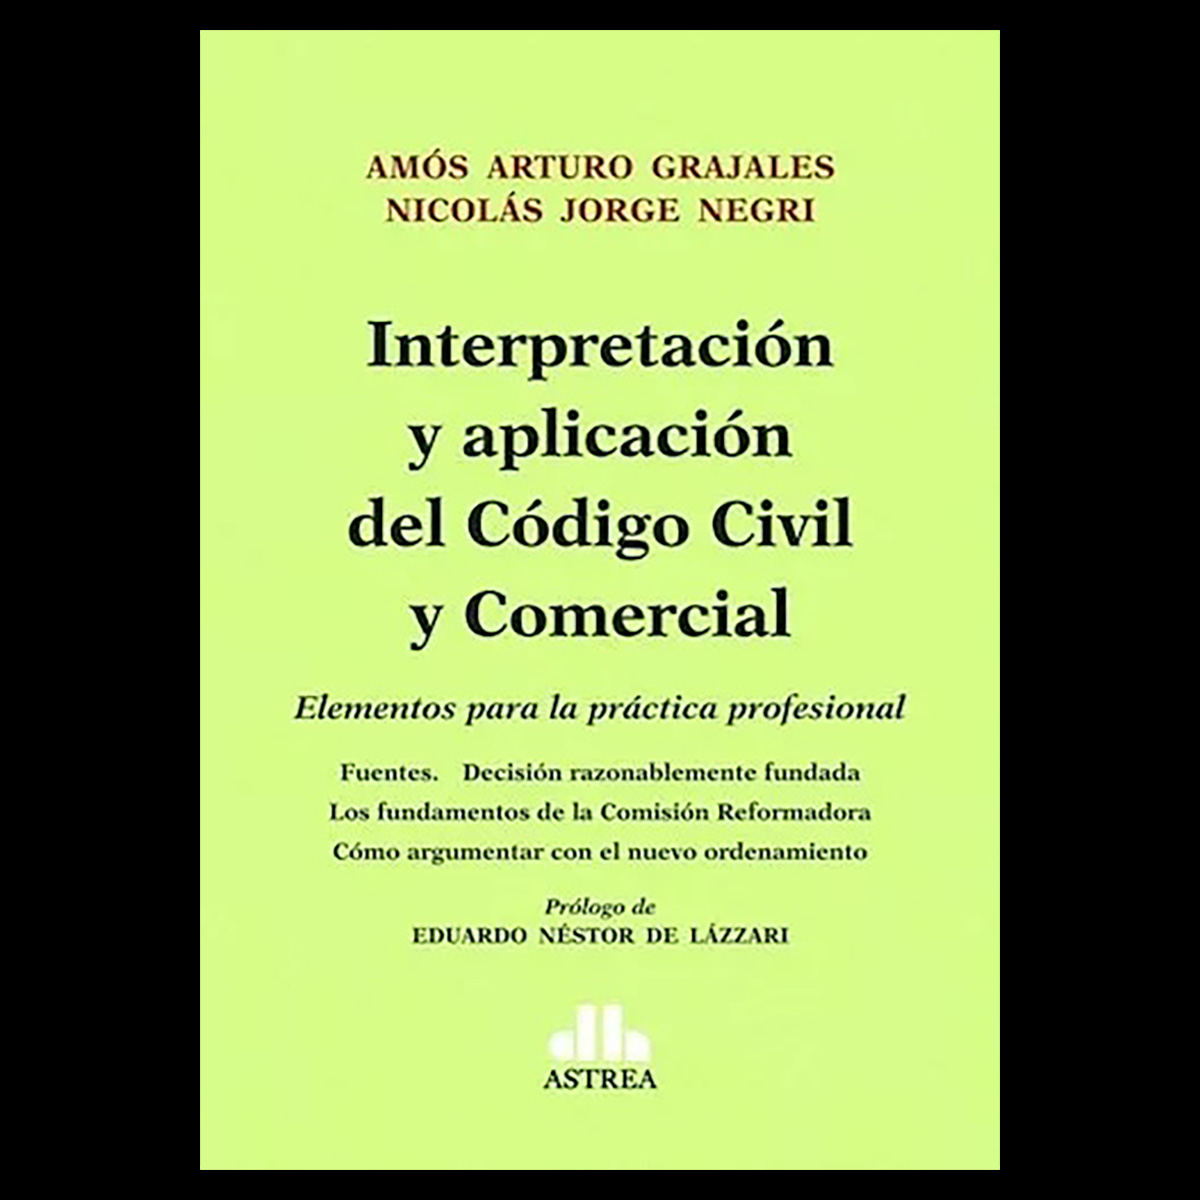 AMÓS ARTURO GRAJALES
NICOLÁS JORGE NEGRI
Interpretación
y aplicación
del Código Civil
y Comercial
Elementos para la práctica profesional
Fuentes. Decisión razonablemente fundada
Los fundamentos de la Comisión Reformadora
Cómo argumentar con el nuevo ordenamiento
Prólogo de
EDUARDO NÉSTOR DE LÁZZARI
ASTREA